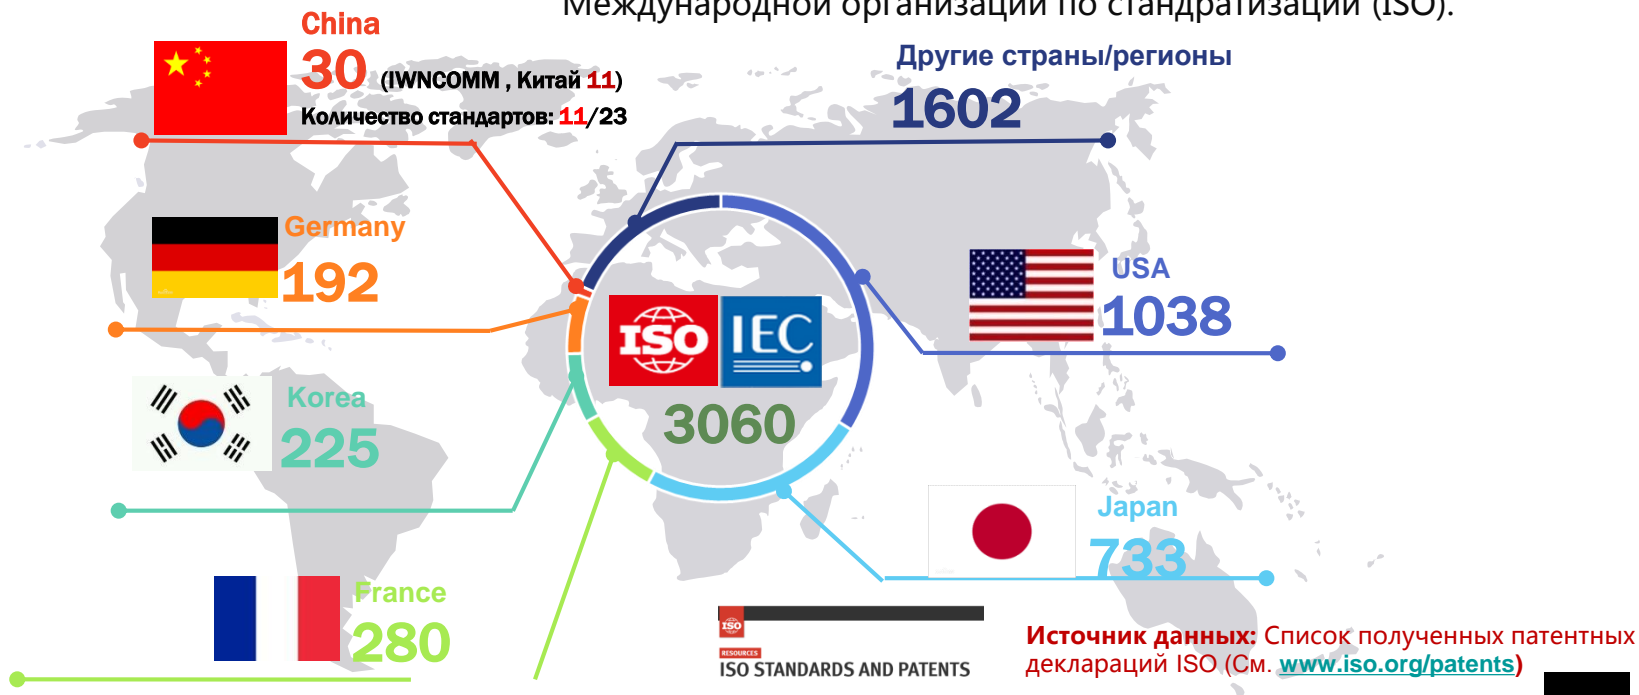 Международной организации по стандратизации (ISO).
China
30 (IWNCOMM , Китай 11)
Количество стандартов: 11/23
Другие страны/регионы
1602
Germany
192
USA
1038
ISO IEC
3060
Korea
225
Japan
733
France
280
ISO
RESOURCES
ISO STANDARDS AND PATENTS
Источник данных: Список полученных патентных
деклараций ISO (См. www.iso.org/patents)